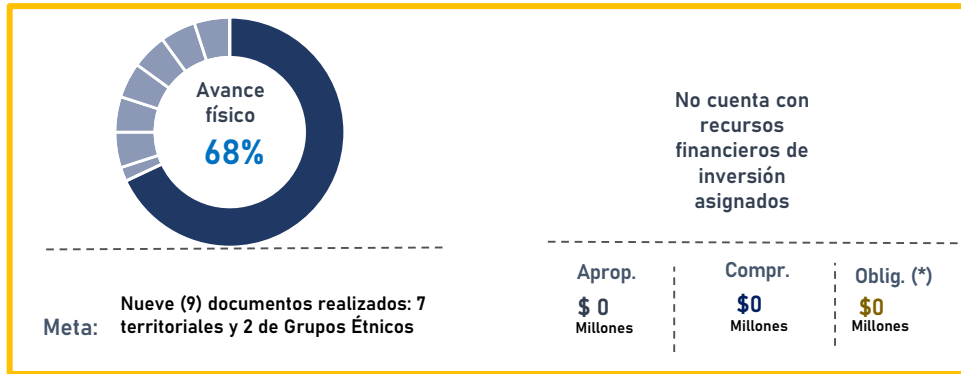 Avance
físico
68%
No cuenta con
recursos
financieros de
inversión
asignados
Meta:
Nueve (9) documentos realizados: 7
territoriales y 2 de Grupos Étnicos
Aprop.
$ 0
Millones
Compr.
$0
Millones
Oblig. (*)
$0
Millones